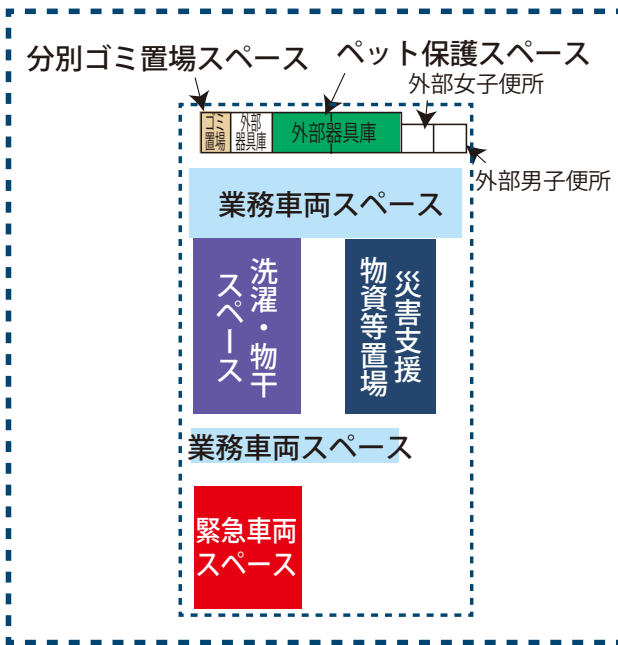 分別ゴミ置場スペース
ペット保護スペース
外部女子便所
ゴミ
置場
外部
器具庫
外部器具庫
外部男子便所
業務車両スペース
洗濯・物干
スペース
災害支援
物資等置場
業務車両スペース
緊急車両
スペース